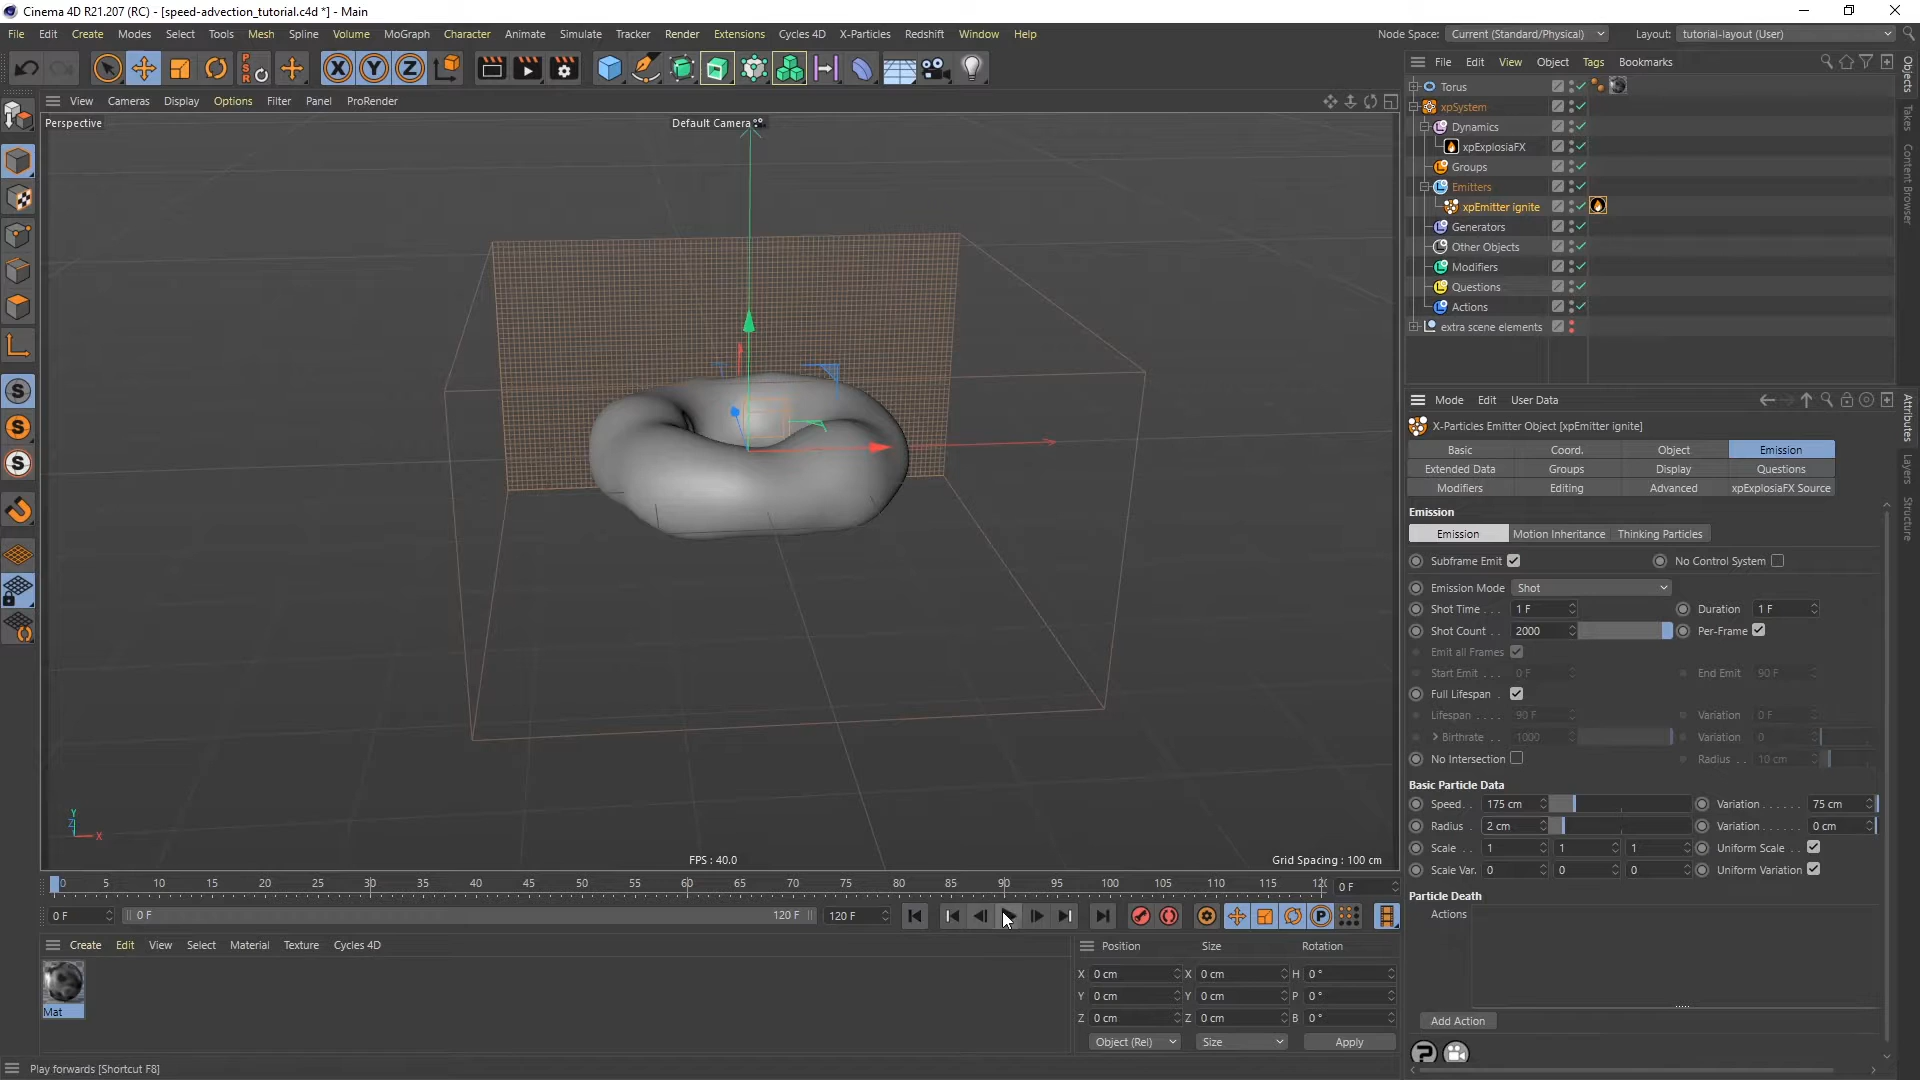 Cinema 4D R21.207 (RC) - [speed-advection_tutorial.c4d *] - Main
File Edit Create Modes Select Tools Mesh Spline Volume MoGraph Character Animate Simulate Tracker Render Extensions Cycles 4D X-Particles Redshift Window Help
Node Space: Current (Standard/Physical) Layout: tutorial-layout (User)
X Y Z
PSR
View Cameras Display Options Filter Panel ProRender
Perspective
Default Camera
FPS : 40.0
Grid Spacing : 100 cm
Y
Z
X
File Edit View Object Tags Bookmarks
Torus
xpSystem
Dynamics
xpExplosiaFX
Groups
Emitters
xpEmitter ignite
Generators
Other Objects
Modifiers
Questions
Actions
extra scene elements
Objects
Takes
Content Browser
Attributes
Layers
Structure
Mode Edit User Data
X-Particles Emitter Object [xpEmitter ignite]
Basic Coord. Object Emission
Extended Data Groups Display Questions
Modifiers Editing Advanced xpExplosiaFX Source
Emission
Emission Motion Inheritance Thinking Particles
Subframe Emit No Control System
Emission Mode Shot
Shot Time . . . 1 F Duration 1 F
Shot Count . . 2000 Per-Frame
Emit all Frames
Start Emit . . . 0 F End Emit 90 F
Full Lifespan .
Lifespan . . . . 90 F Variation 0 F
Birthrate . . 1000 Variation 0
No Intersection Radius . . 10 cm
Basic Particle Data
Speed. . 175 cm Variation . . . . . . 75 cm
Radius . 2 cm Variation . . . . . . 0 cm
Scale . . 1 1 1 Uniform Scale . .
Scale Var. 0 0 0 Uniform Variation
Particle Death
Actions
Add Action
0 5 10 15 20 25 30 35 40 45 50 55 60 65 70 75 80 85 90 95 100 105 110 115 0 F
0 F 0 F 120 F 120 F
Create Edit View Select Material Texture Cycles 4D
Mat
Position Size Rotation
X 0 cm X 0 cm H 0 °
Y 0 cm Y 0 cm P 0 °
Z 0 cm Z 0 cm B 0 °
Object (Rel) Size Apply
Play forwards [Shortcut F8]